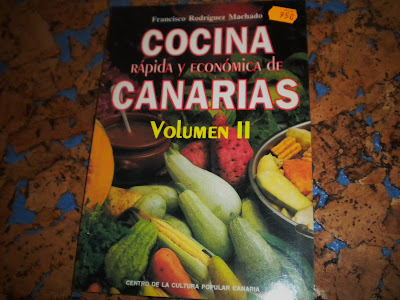 Francisco Rodríguez Machado
950
COCINA
RÁPIDA Y ECONÓMICA DE
CANARIAS
VOLUMEN II
CENTRO DE LA CULTURA POPULAR CANARIA